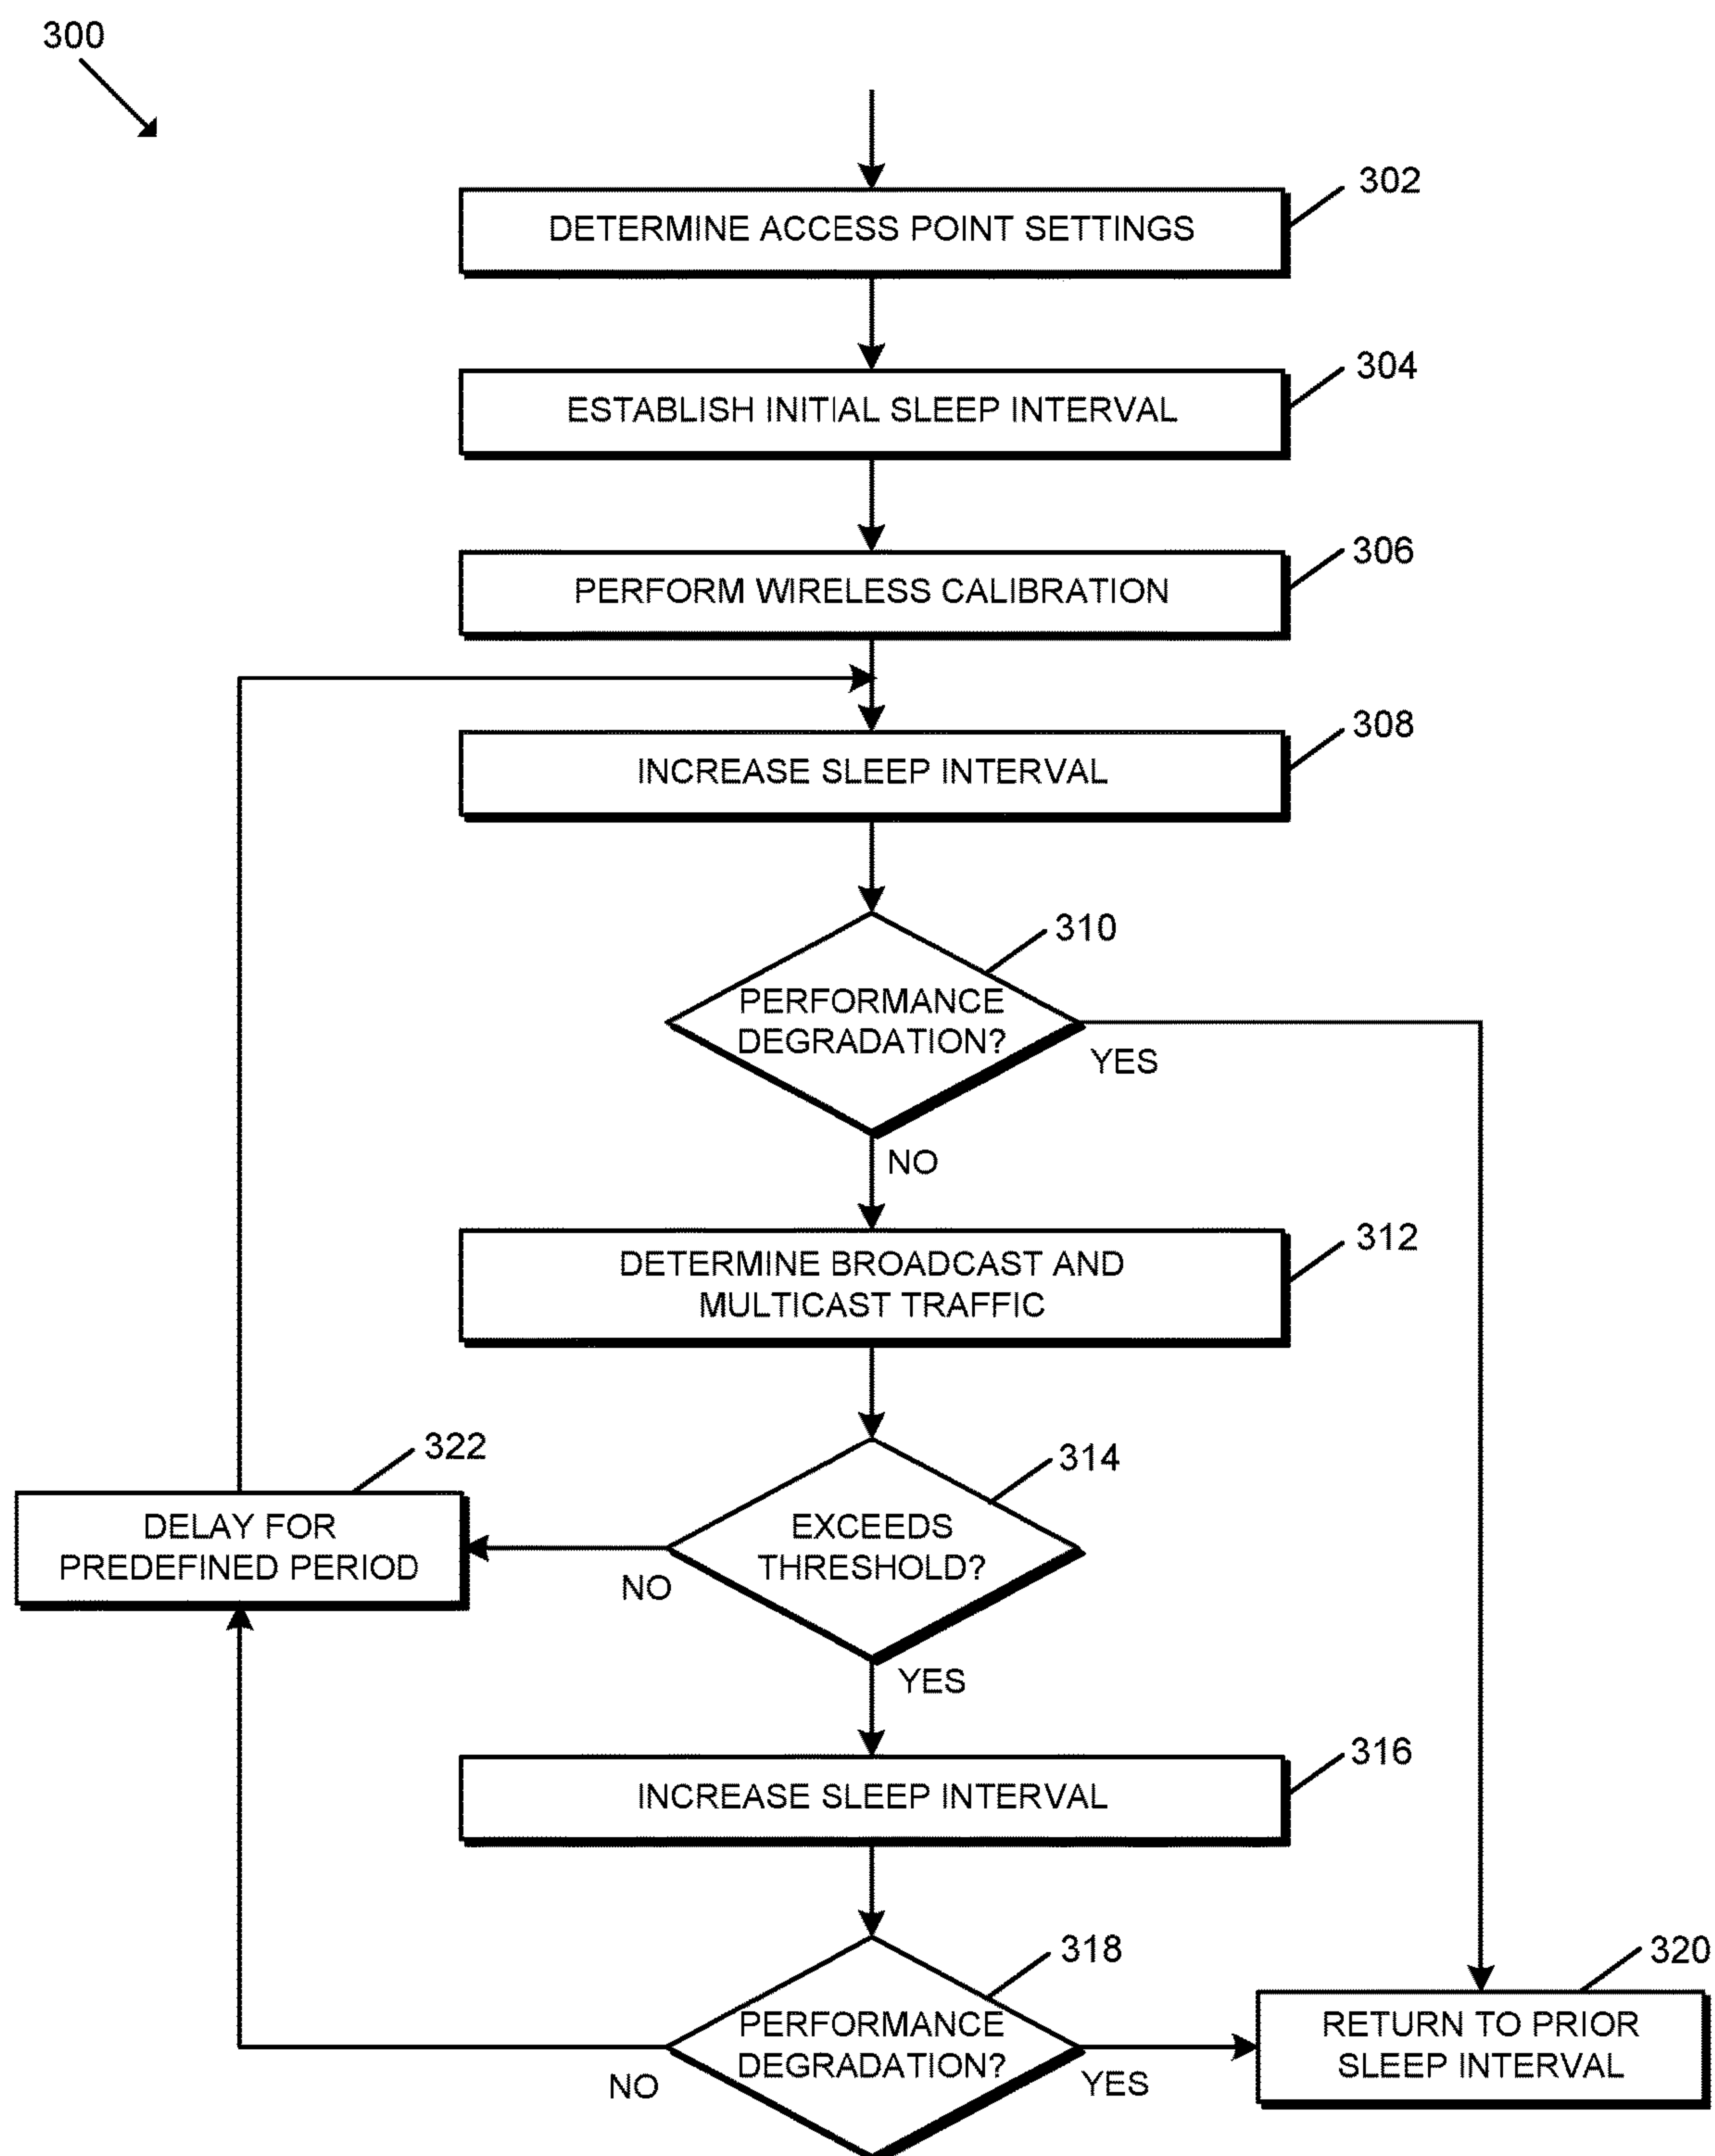 300
302
DETERMINE ACCESS POINT SETTINGS
304
ESTABLISH INITIAL SLEEP INTERVAL
306
PERFORM WIRELESS CALIBRATION
308
INCREASE SLEEP INTERVAL
310
PERFORMANCE
DEGRADATION?
YES
NO
312
DETERMINE BROADCAST AND
MULTICAST TRAFFIC
322
DELAY FOR
PREDEFINED PERIOD
314
EXCEEDS
THRESHOLD?
NO
YES
316
INCREASE SLEEP INTERVAL
318
PERFORMANCE
DEGRADATION?
NO
YES
320
RETURN TO PRIOR
SLEEP INTERVAL